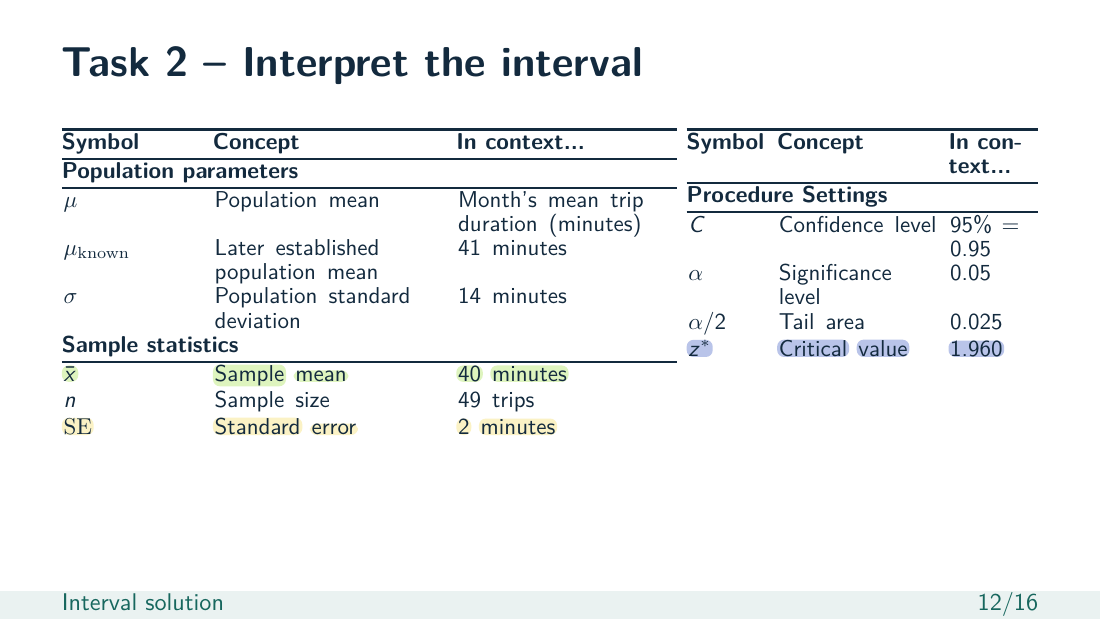 Task 2 – Interpret the interval
Symbol Concept In context...
Population parameters
μ Population mean Month's mean trip
duration (minutes)
μknown Later established 41 minutes
population mean
σ Population standard 14 minutes
deviation
Sample statistics
x̄ Sample mean 40 minutes
n Sample size 49 trips
SE Standard error 2 minutes
Symbol Concept In con-
text...
Procedure Settings
C Confidence level 95% =
0.95
α Significance 0.05
level
α/2 Tail area 0.025
z* Critical value 1.960
Interval solution 12/16